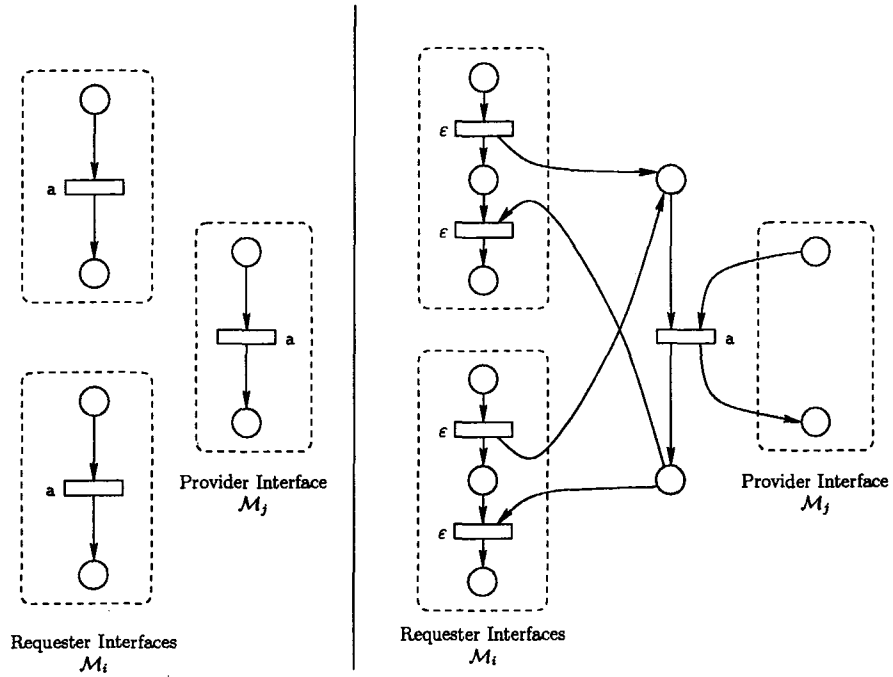 a
a
Provider Interface
𝓜ⱼ
a
Requester Interfaces
𝓜ᵢ
ε
ε
a
ε
ε
Provider Interface
𝓜ⱼ
Requester Interfaces
𝓜ᵢ